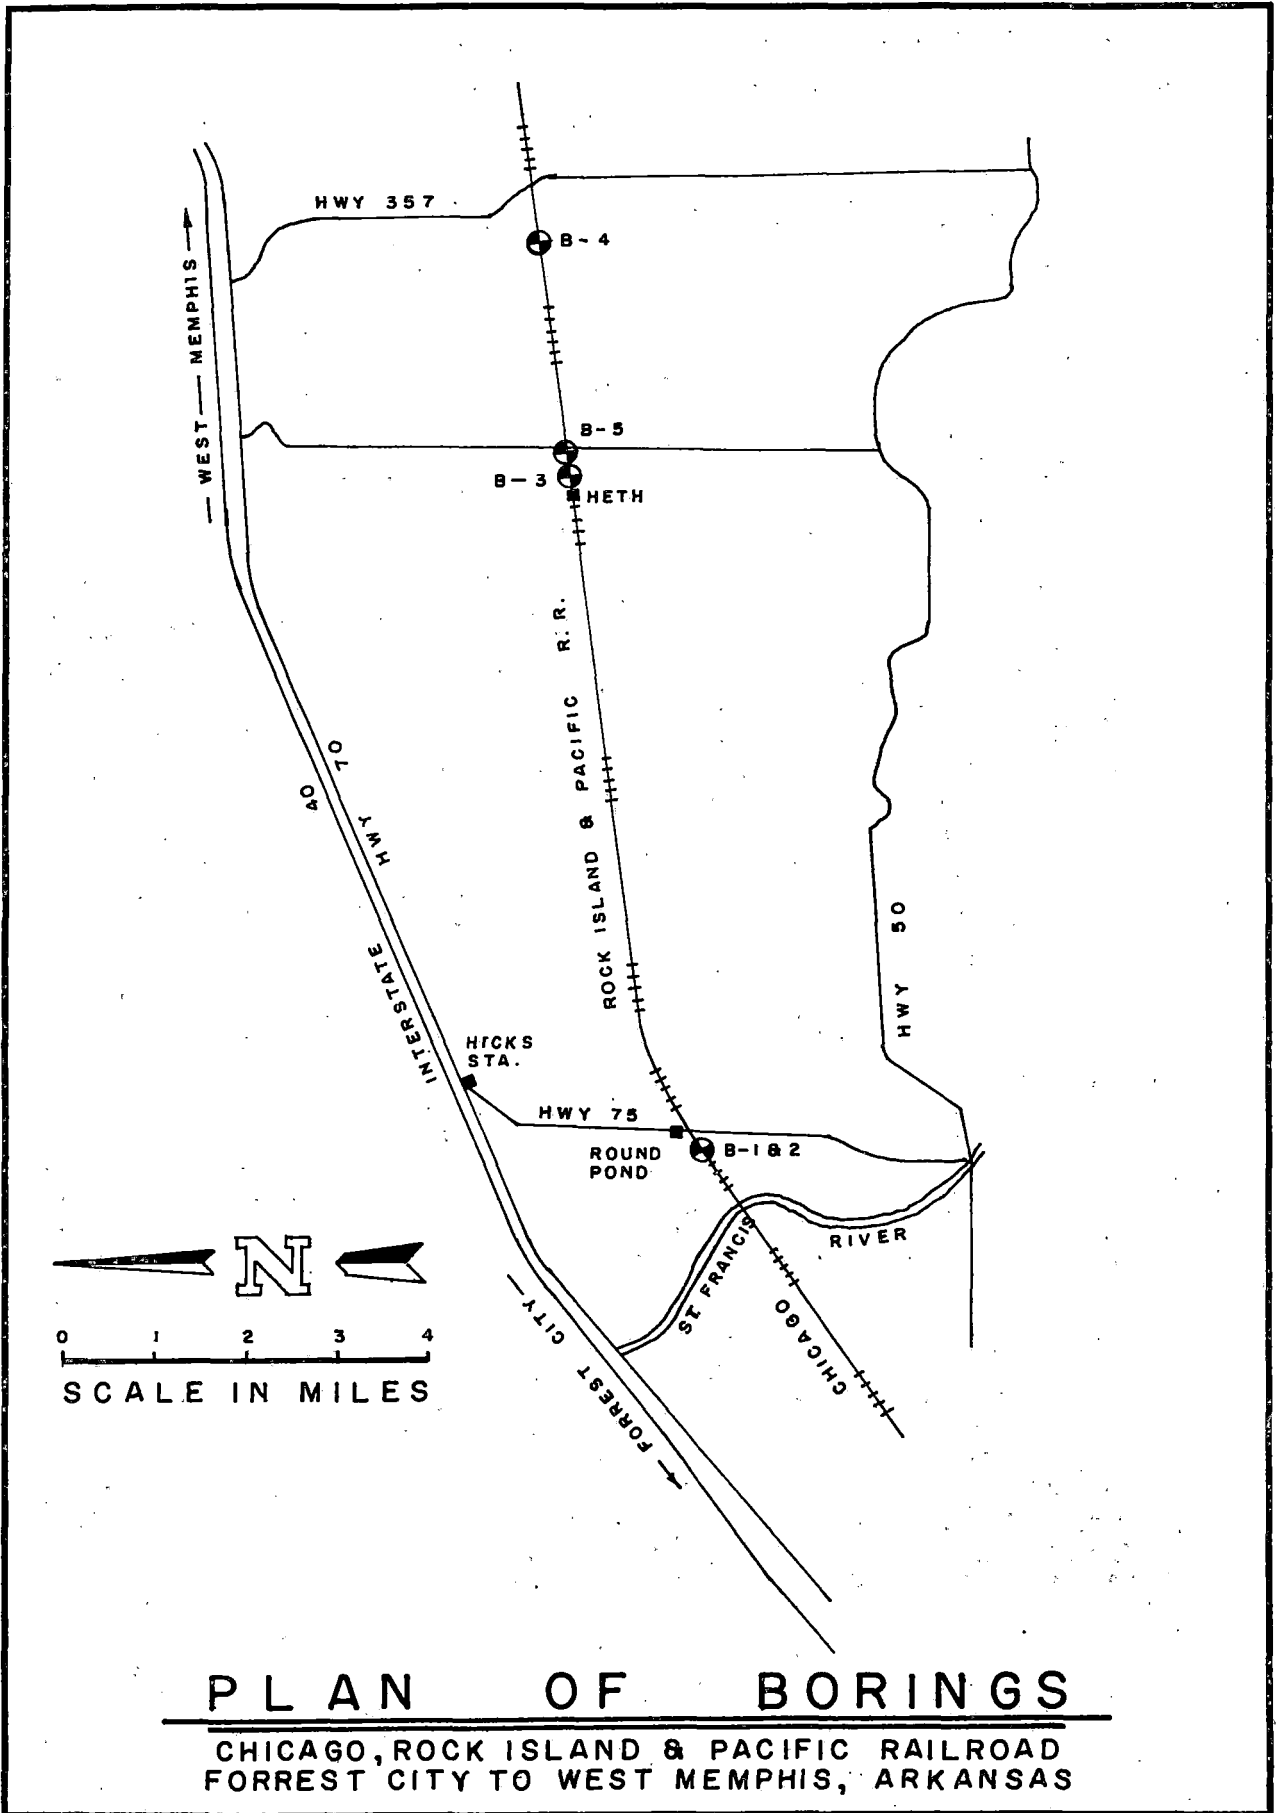 HWY 357
B-4
WEST MEMPHIS
B-5
B-3
HETH
ROCK ISLAND & PACIFIC R.R.
HWY 70
INTERSTATE 40
HWY 50
HICKS
STA.
HWY 75
ROUND
POND
B-1 & 2
ST. FRANCIS RIVER
CHICAGO
N
FORREST CITY
0 1 2 3 4
SCALE IN MILES
PLAN OF BORINGS
CHICAGO, ROCK ISLAND & PACIFIC RAILROAD
FORREST CITY TO WEST MEMPHIS, ARKANSAS